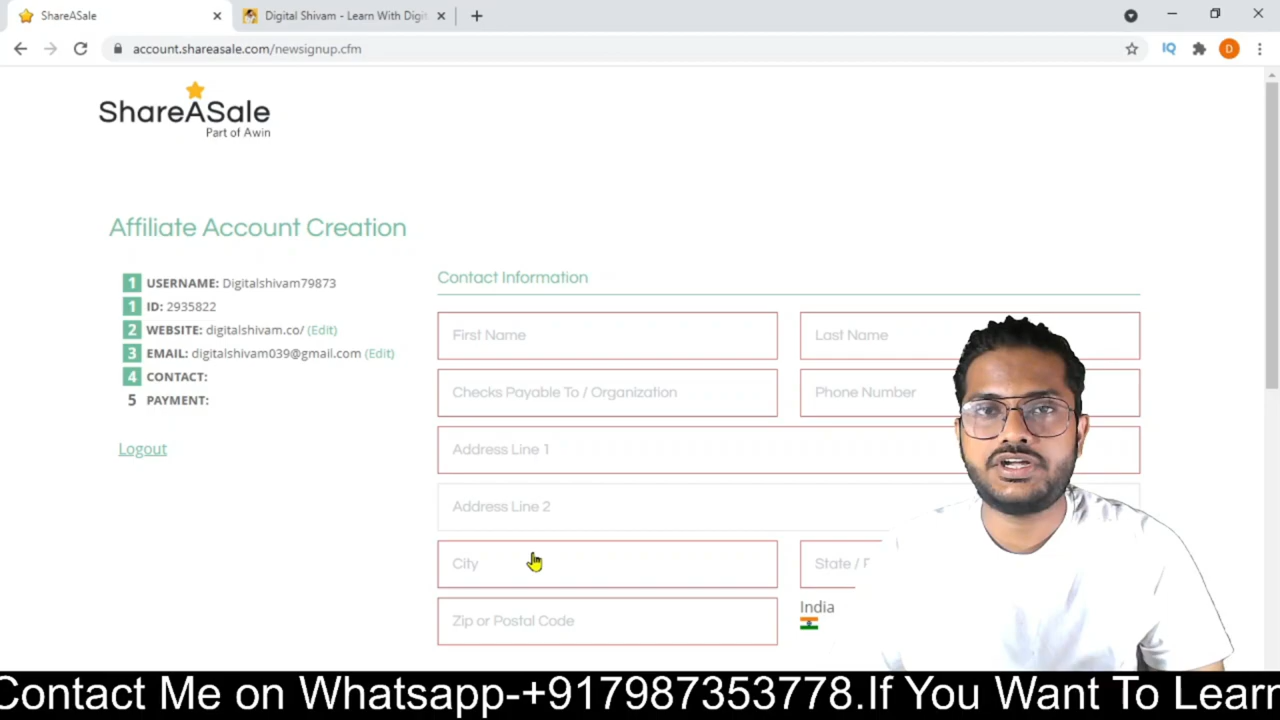 ShareASale
Digital Shivam - Learn With Digit
account.shareasale.com/newsignup.cfm
IQ
D
ShareASale
Part of Awin
Affiliate Account Creation
1 USERNAME: Digitalshivam79873
1 ID: 2935822
2 WEBSITE: digitalshivam.co/ (Edit)
3 EMAIL: digitalshivam039@gmail.com (Edit)
4 CONTACT:
5 PAYMENT:
Logout
Contact Information
First Name
Last Name
Checks Payable To / Organization
Phone Number
Address Line 1
Address Line 2
City
State /
Zip or Postal Code
India
Contact Me on Whatsapp-+917987353778.If You Want To Learn